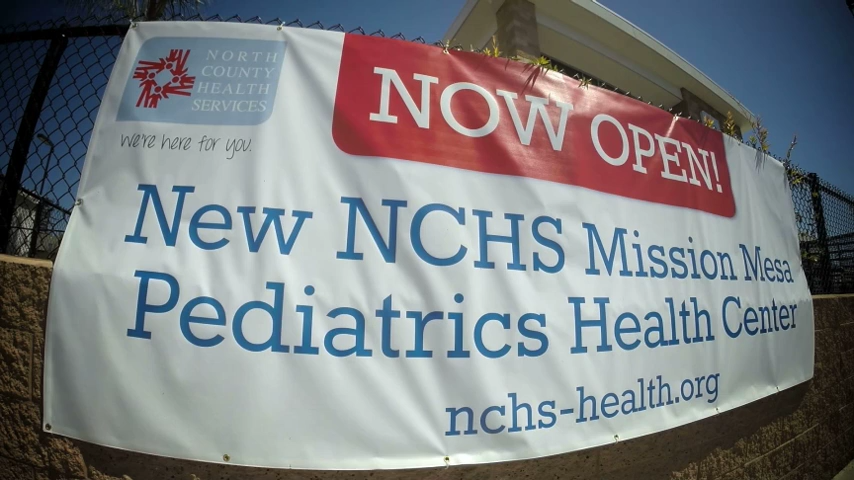 NORTH
COUNTY
HEALTH
SERVICES
We're here for you.
NOW OPEN!
New NCHS Mission Mesa
Pediatrics Health Center
nchs-health.org